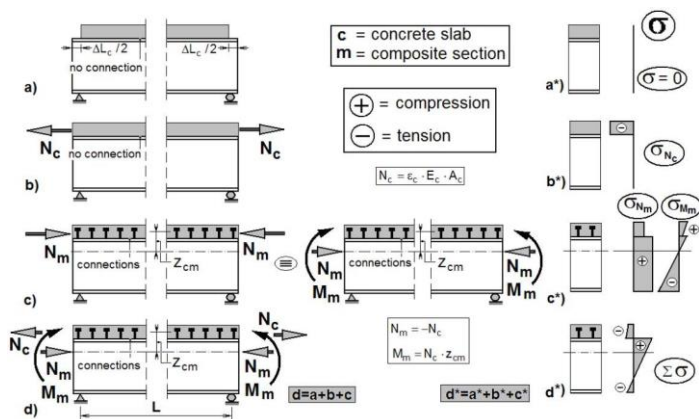 ΔL_c /2
ΔL_c /2
no connection
a)
c = concrete slab
m = composite section
σ
σ = 0
a*)
N_c
no connection
N_c
b)
⊕ = compression
⊖ = tension
N_c = ε_c · E_c · A_c
⊖
σ_Nc
b*)
N_m
connections
Z_cm
N_m
c)
≡
N_m
M_m
connections
Z_cm
N_m
M_m
σ_Nm
σ_Mm
⊕
⊕
c*)
N_c
N_m
M_m
connections
Z_cm
N_c
N_m
M_m
d)
L
d=a+b+c
N_m = −N_c
M_m = N_c · z_cm
d*=a*+b*+c*
⊖
⊕
⊖
Σ σ
d*)